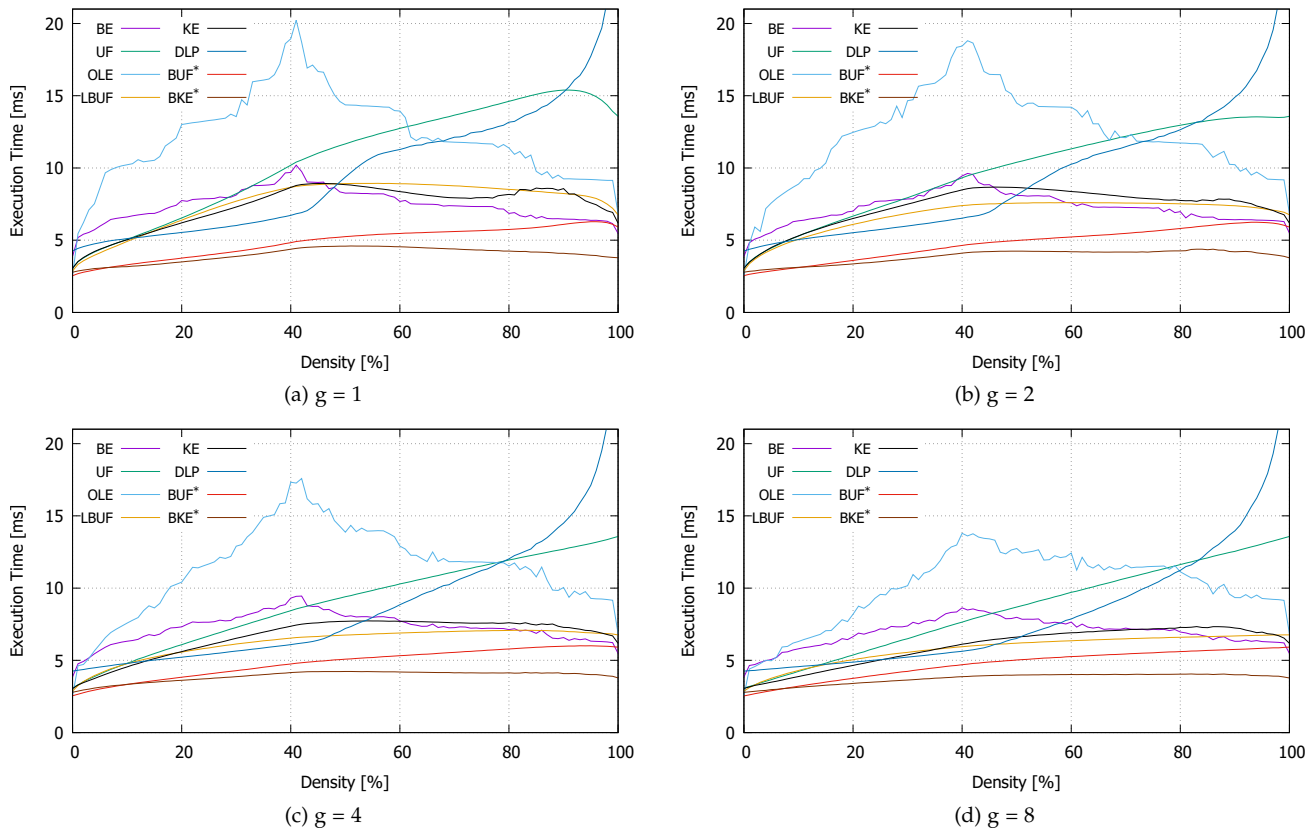 20
15
10
5
0
Execution Time [ms]
BE
UF
OLE
LBUF
KE
DLP
BUF*
BKE*
0 20 40 60 80 100
Density [%]
(a) g = 1
20
15
10
5
0
Execution Time [ms]
BE
UF
OLE
LBUF
KE
DLP
BUF*
BKE*
0 20 40 60 80 100
Density [%]
(b) g = 2
20
15
10
5
0
Execution Time [ms]
BE
UF
OLE
LBUF
KE
DLP
BUF*
BKE*
0 20 40 60 80 100
Density [%]
(c) g = 4
20
15
10
5
0
Execution Time [ms]
BE
UF
OLE
LBUF
KE
DLP
BUF*
BKE*
0 20 40 60 80 100
Density [%]
(d) g = 8